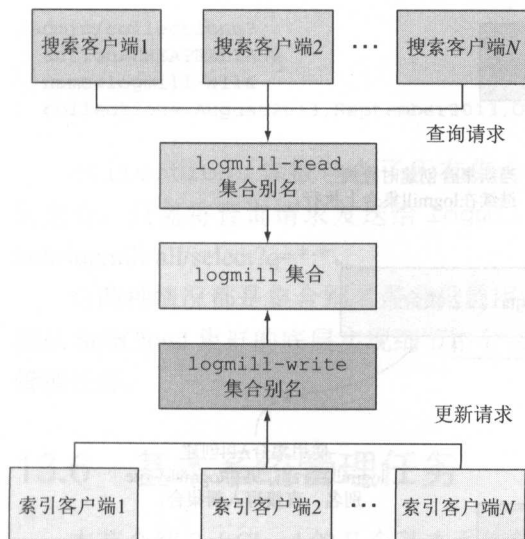 搜索客户端1
搜索客户端2
···
搜索客户端N
查询请求
logmill-read
集合别名
logmill 集合
logmill-write
集合别名
更新请求
索引客户端1
索引客户端2
···
索引客户端N